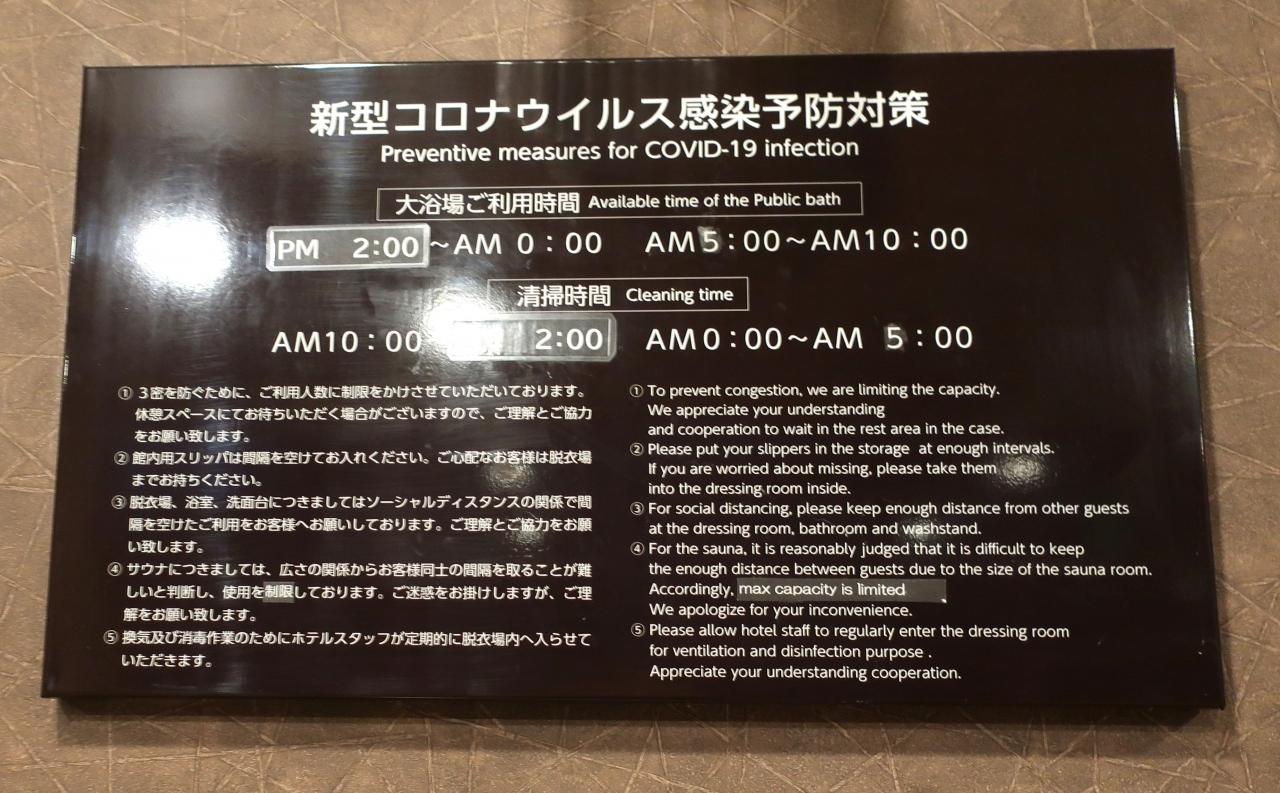 新型コロナウイルス感染予防対策
Preventive measures for COVID-19 infection
大浴場ご利用時間 Available time of the Public bath
PM 2:00～AM 0：00 AM 5：00～AM10：00
清掃時間 Cleaning time
AM10：00 2:00 AM 0：00～AM 5：00
① ３密を防ぐために、ご利用人数に制限をかけさせていただいております。
休憩スペースにてお待ちいただく場合がございますので、ご理解とご協力
をお願い致します。
② 館内用スリッパは間隔を空けてお入れください。ご心配なお客様は脱衣場
までお持ちください。
③ 脱衣場、浴室、洗面台につきましてはソーシャルディスタンスの関係で間
隔を空けたご利用をお客様へお願いしております。ご理解とご協力をお願
い致します。
④ サウナにつきましては、広さの関係からお客様同士の間隔を取ることが難
しいと判断し、使用を制限しております。ご迷惑をお掛けしますが、ご理
解をお願い致します。
⑤ 換気及び消毒作業のためにホテルスタッフが定期的に脱衣場内へ入らせて
いただきます。
① To prevent congestion, we are limiting the capacity.
We appreciate your understanding
and cooperation to wait in the rest area in the case.
② Please put your slippers in the storage at enough intervals.
If you are worried about missing, please take them
into the dressing room inside.
③ For social distancing, please keep enough distance from other guests
at the dressing room, bathroom and washstand.
④ For the sauna, it is reasonably judged that it is difficult to keep
the enough distance between guests due to the size of the sauna room.
Accordingly, max capacity is limited .
We apologize for your inconvenience.
⑤ Please allow hotel staff to regularly enter the dressing room
for ventilation and disinfection purpose .
Appreciate your understanding cooperation.